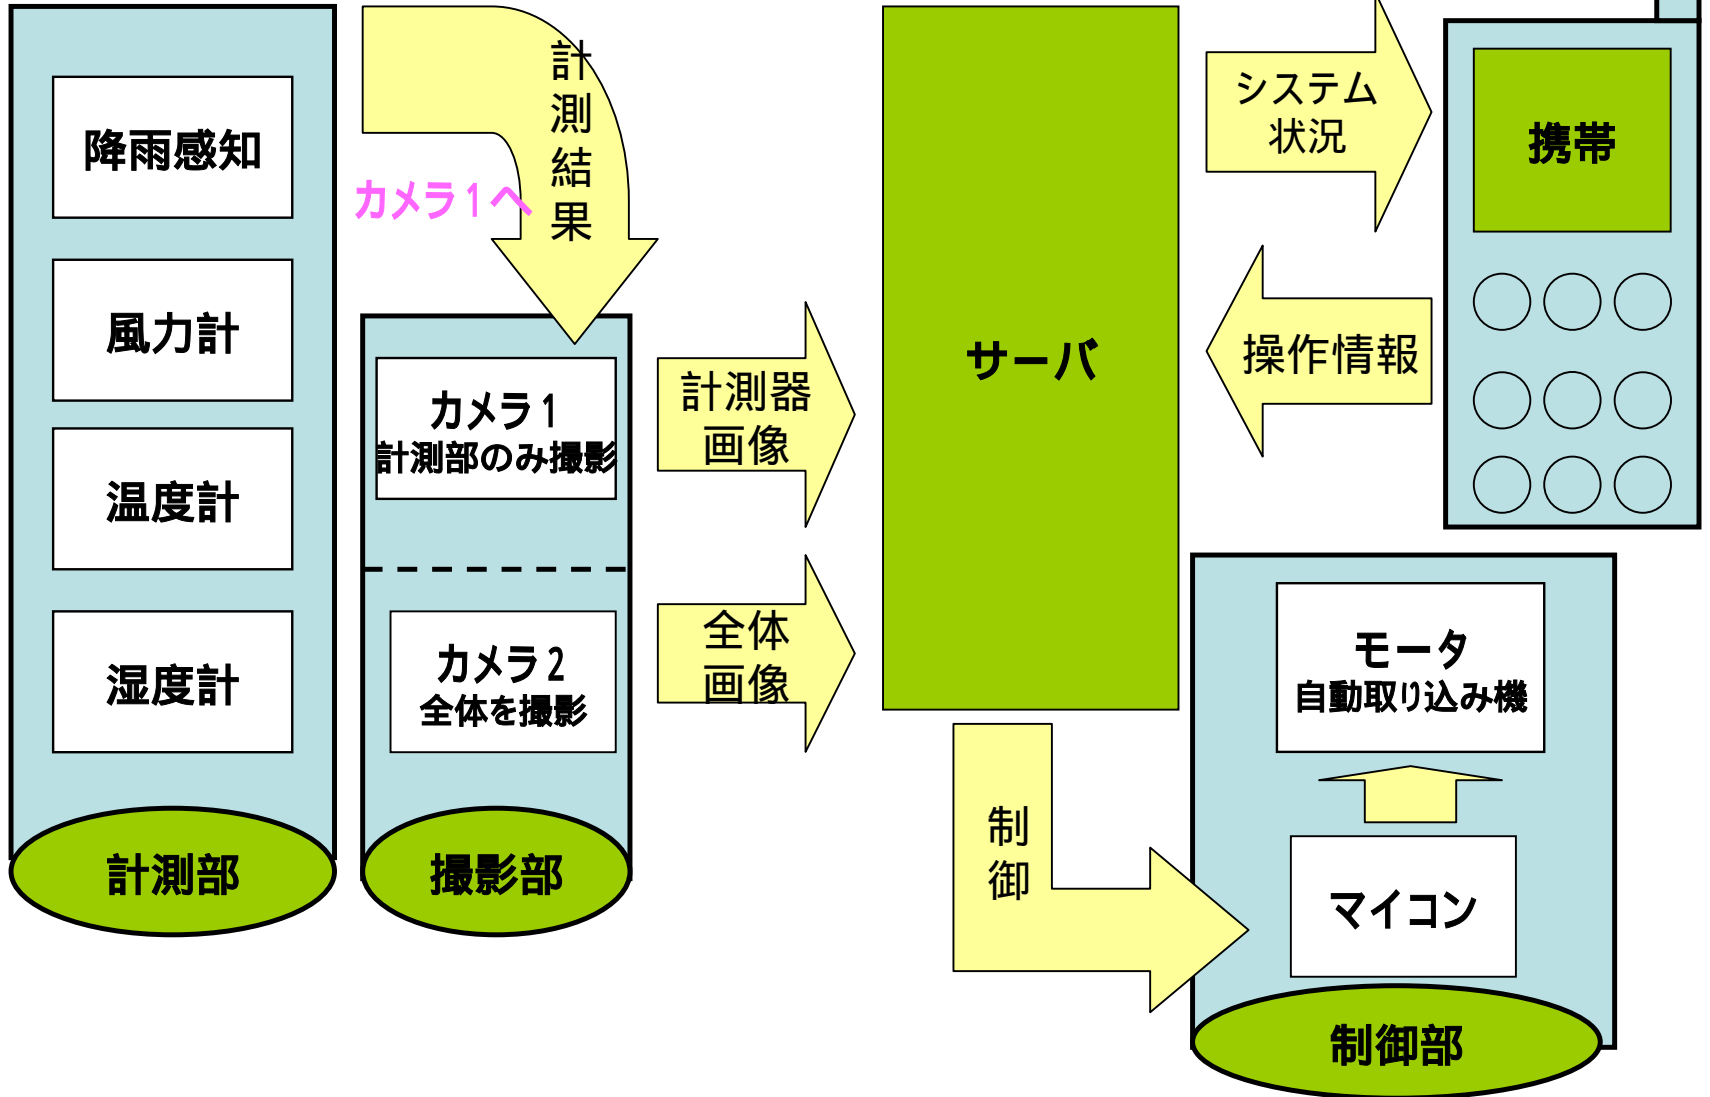 降雨感知
風力計
温度計
湿度計
計測部
計測結果
カメラ1へ
カメラ1
計測部のみ撮影
カメラ2
全体を撮影
撮影部
計測器
画像
全体
画像
サーバ
システム
状況
操作情報
携帯
制御
モータ
自動取り込み機
マイコン
制御部